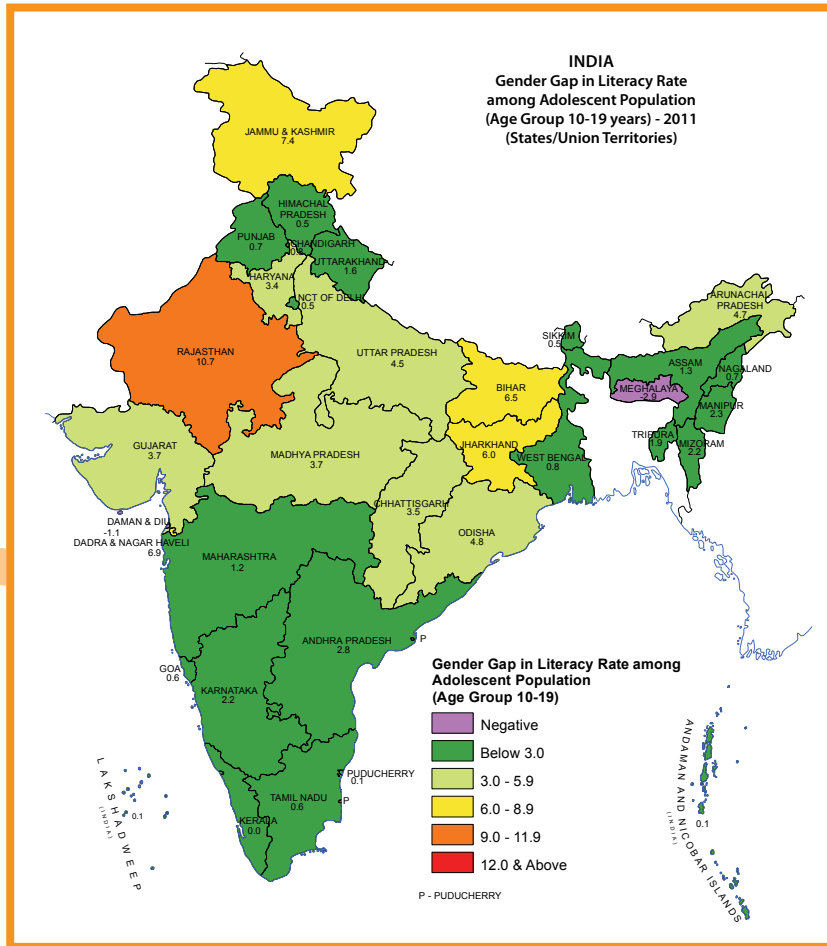 INDIA
Gender Gap in Literacy Rate
among Adolescent Population
(Age Group 10-19 years) - 2011
(States/Union Territories)
JAMMU & KASHMIR
7.4
HIMACHAL
PRADESH
0.5
PUNJAB
0.7
CHANDIGARH
0.8
UTTARAKHAND
1.6
HARYANA
3.4
NCT OF DELHI
0.5
RAJASTHAN
10.7
UTTAR PRADESH
4.5
ARUNACHAL
PRADESH
4.7
SIKKIM
0.5
ASSAM
1.3
NAGALAND
0.7
BIHAR
6.5
MEGHALAYA
-2.9
MANIPUR
2.3
TRIPURA
1.9
MIZORAM
2.2
JHARKHAND
6.0
WEST BENGAL
0.8
GUJARAT
3.7
MADHYA PRADESH
3.7
CHHATTISGARH
3.5
ODISHA
4.8
DAMAN & DIU
-1.1
DADRA & NAGAR HAVELI
6.9
MAHARASHTRA
1.2
ANDHRA PRADESH
2.8
P
GOA
0.6
KARNATAKA
2.2
PUDUCHERRY
0.1
P
TAMIL NADU
0.6
KERALA
0.0
LAKSHADWEEP
(INDIA)
0.1
ANDAMAN AND NICOBAR ISLANDS
(INDIA)
0.1
Gender Gap in Literacy Rate among
Adolescent Population
(Age Group 10-19)
Negative
Below 3.0
3.0 - 5.9
6.0 - 8.9
9.0 - 11.9
12.0 & Above
P - PUDUCHERRY